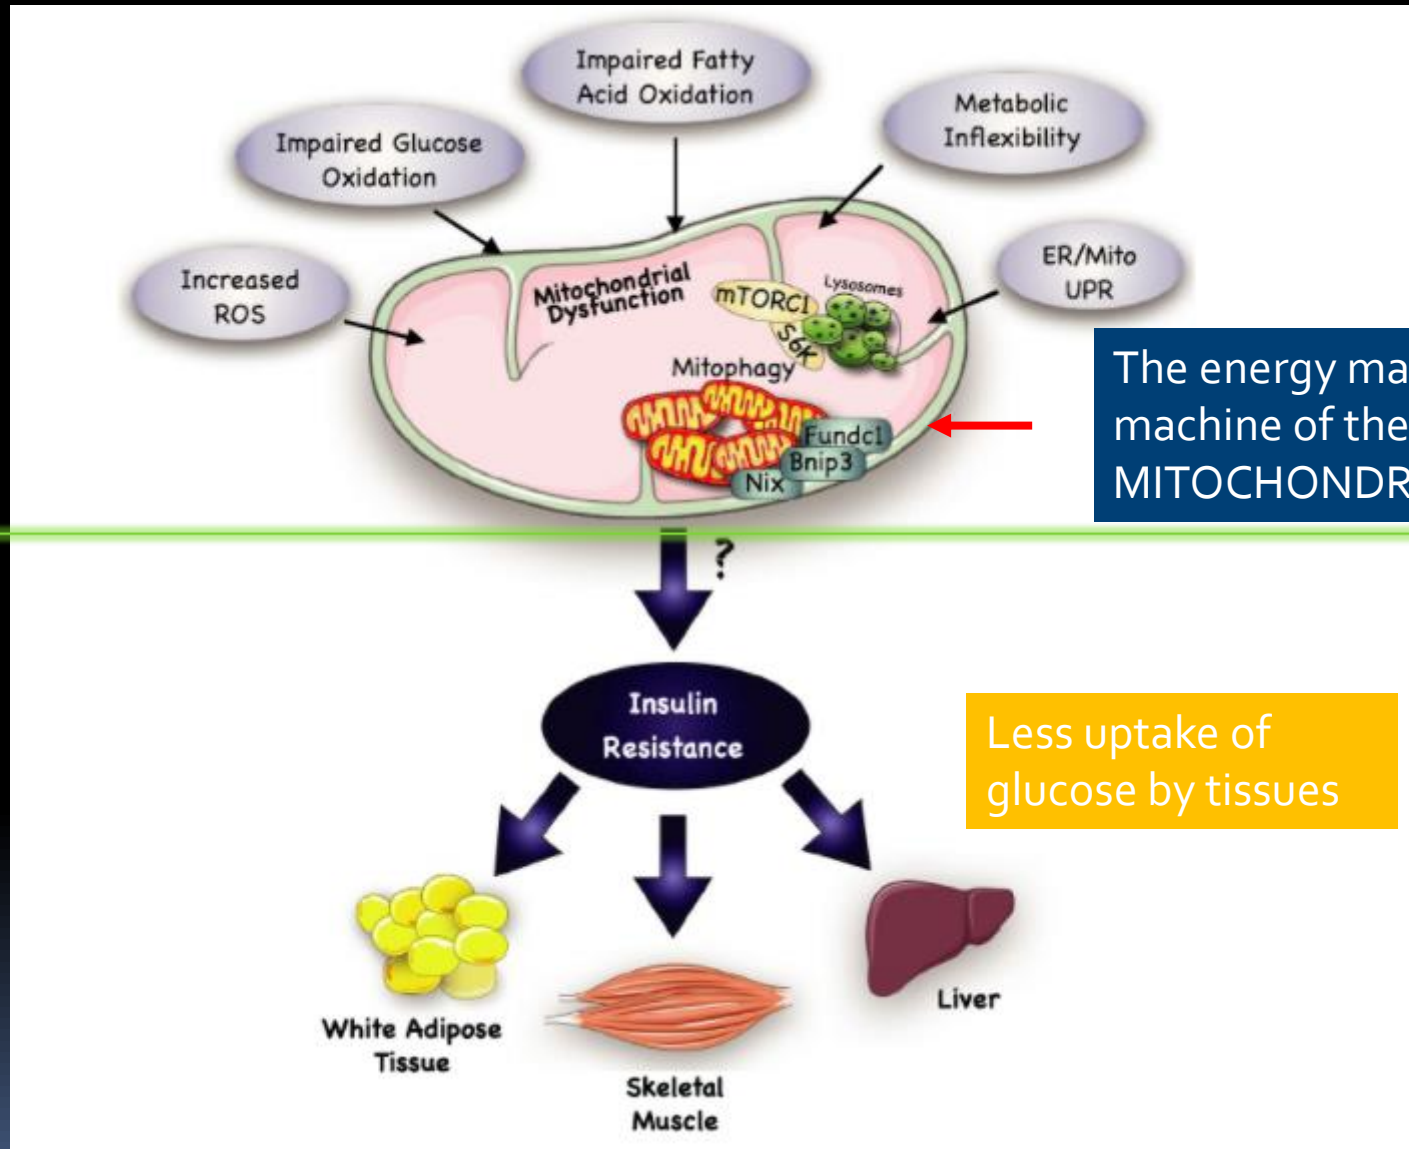 Impaired Fatty
Acid Oxidation
Metabolic
Inflexibility
Impaired Glucose
Oxidation
ER/Mito
UPR
Increased
ROS
Mitochondrial
Dysfunction
mTORC1
Lysosomes
S6K
Mitophagy
Fundc1
Bnip3
Nix
The energy ma
machine of the
MITOCHONDR
?
Insulin
Resistance
Less uptake of
glucose by tissues
White Adipose
Tissue
Skeletal
Muscle
Liver